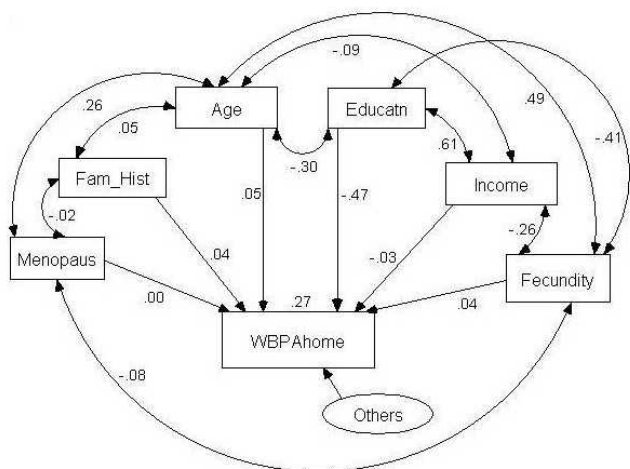 -.09
.26
Age
Educatn
.49
.05
-.41
-.30
.61
Fam_Hist
.05
-.47
Income
-.02
-.26
Menopaus
.04
-.03
Fecundity
.00
.27
.04
WBPAhome
-.08
Others